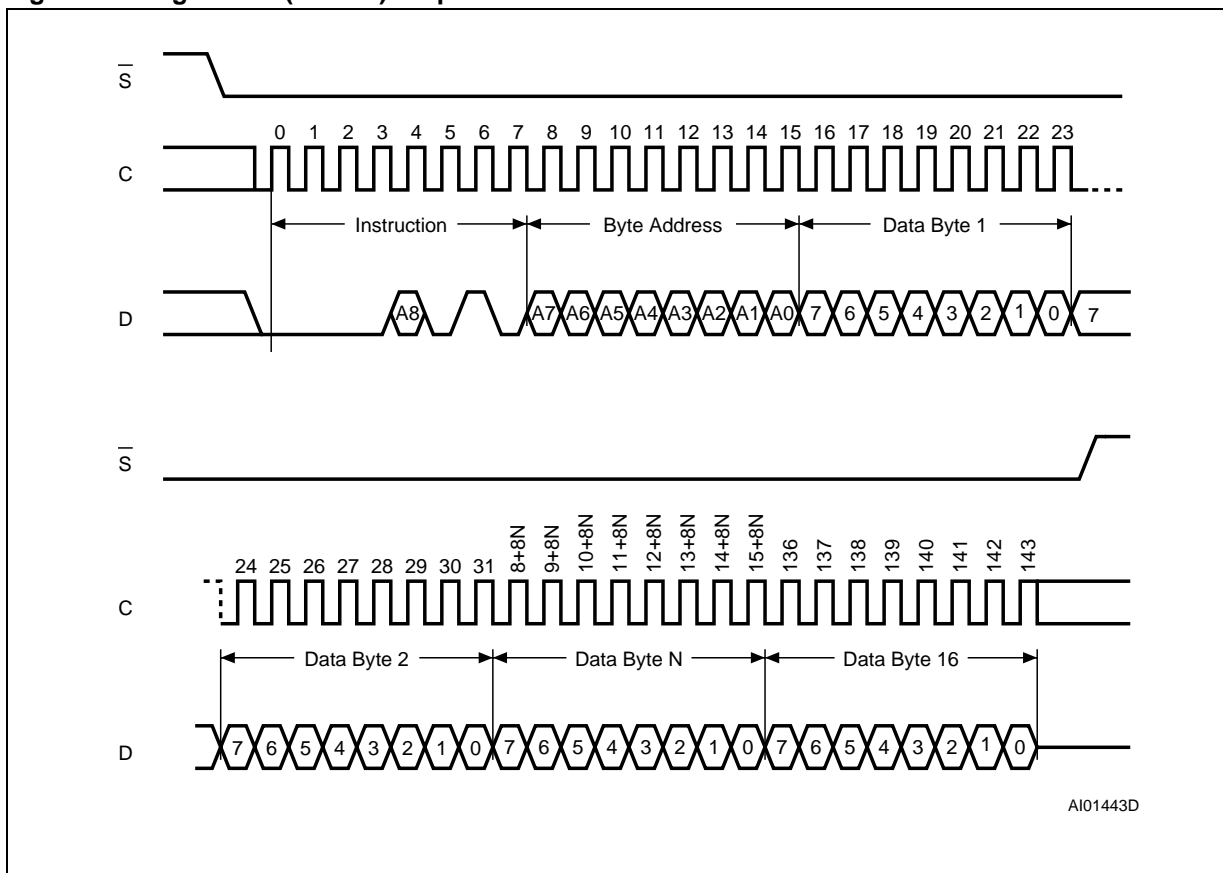 S
0 1 2 3 4 5 6 7 8 9 10 11 12 13 14 15 16 17 18 19 20 21 22 23
C
Instruction Byte Address Data Byte 1
D
A8 A7 A6 A5 A4 A3 A2 A1 A0 7 6 5 4 3 2 1 0 7
S
24 25 26 27 28 29 30 31 8+8N 9+8N 10+8N 11+8N 12+8N 13+8N 14+8N 15+8N 136 137 138 139 140 141 142 143
C
Data Byte 2 Data Byte N Data Byte 16
D
7 6 5 4 3 2 1 0 7 6 5 4 3 2 1 0 7 6 5 4 3 2 1 0
AI01443D